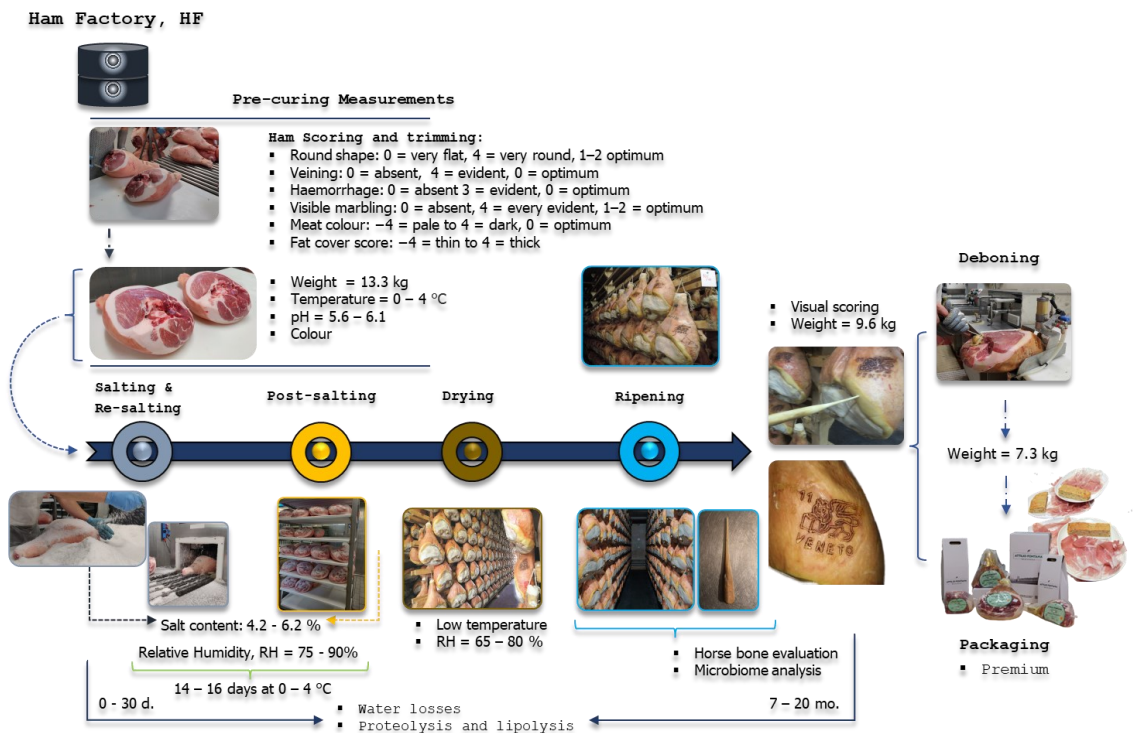 Ham Factory, HF
Pre-curing Measurements
Ham Scoring and trimming:
▪ Round shape: 0 = very flat, 4 = very round, 1–2 optimum
▪ Veining: 0 = absent, 4 = evident, 0 = optimum
▪ Haemorrhage: 0 = absent 3 = evident, 0 = optimum
▪ Visible marbling: 0 = absent, 4 = every evident, 1–2 = optimum
▪ Meat colour: −4 = pale to 4 = dark, 0 = optimum
▪ Fat cover score: −4 = thin to 4 = thick
▪ Weight = 13.3 kg
▪ Temperature = 0 – 4 °C
▪ pH = 5.6 – 6.1
▪ Colour
Salting &
Re-salting
Post-salting
Drying
Ripening
Salt content: 4.2 - 6.2 %
Relative Humidity, RH = 75 - 90%
14 – 16 days at 0 – 4 °C
0 - 30 d.
▪ Low temperature
▪ RH = 65 – 80 %
▪ Horse bone evaluation
▪ Microbiome analysis
7 – 20 mo.
▪ Water losses
▪ Proteolysis and lipolysis
▪ Visual scoring
▪ Weight = 9.6 kg
11
VENETO
Deboning
Weight = 7.3 kg
Packaging
▪ Premium